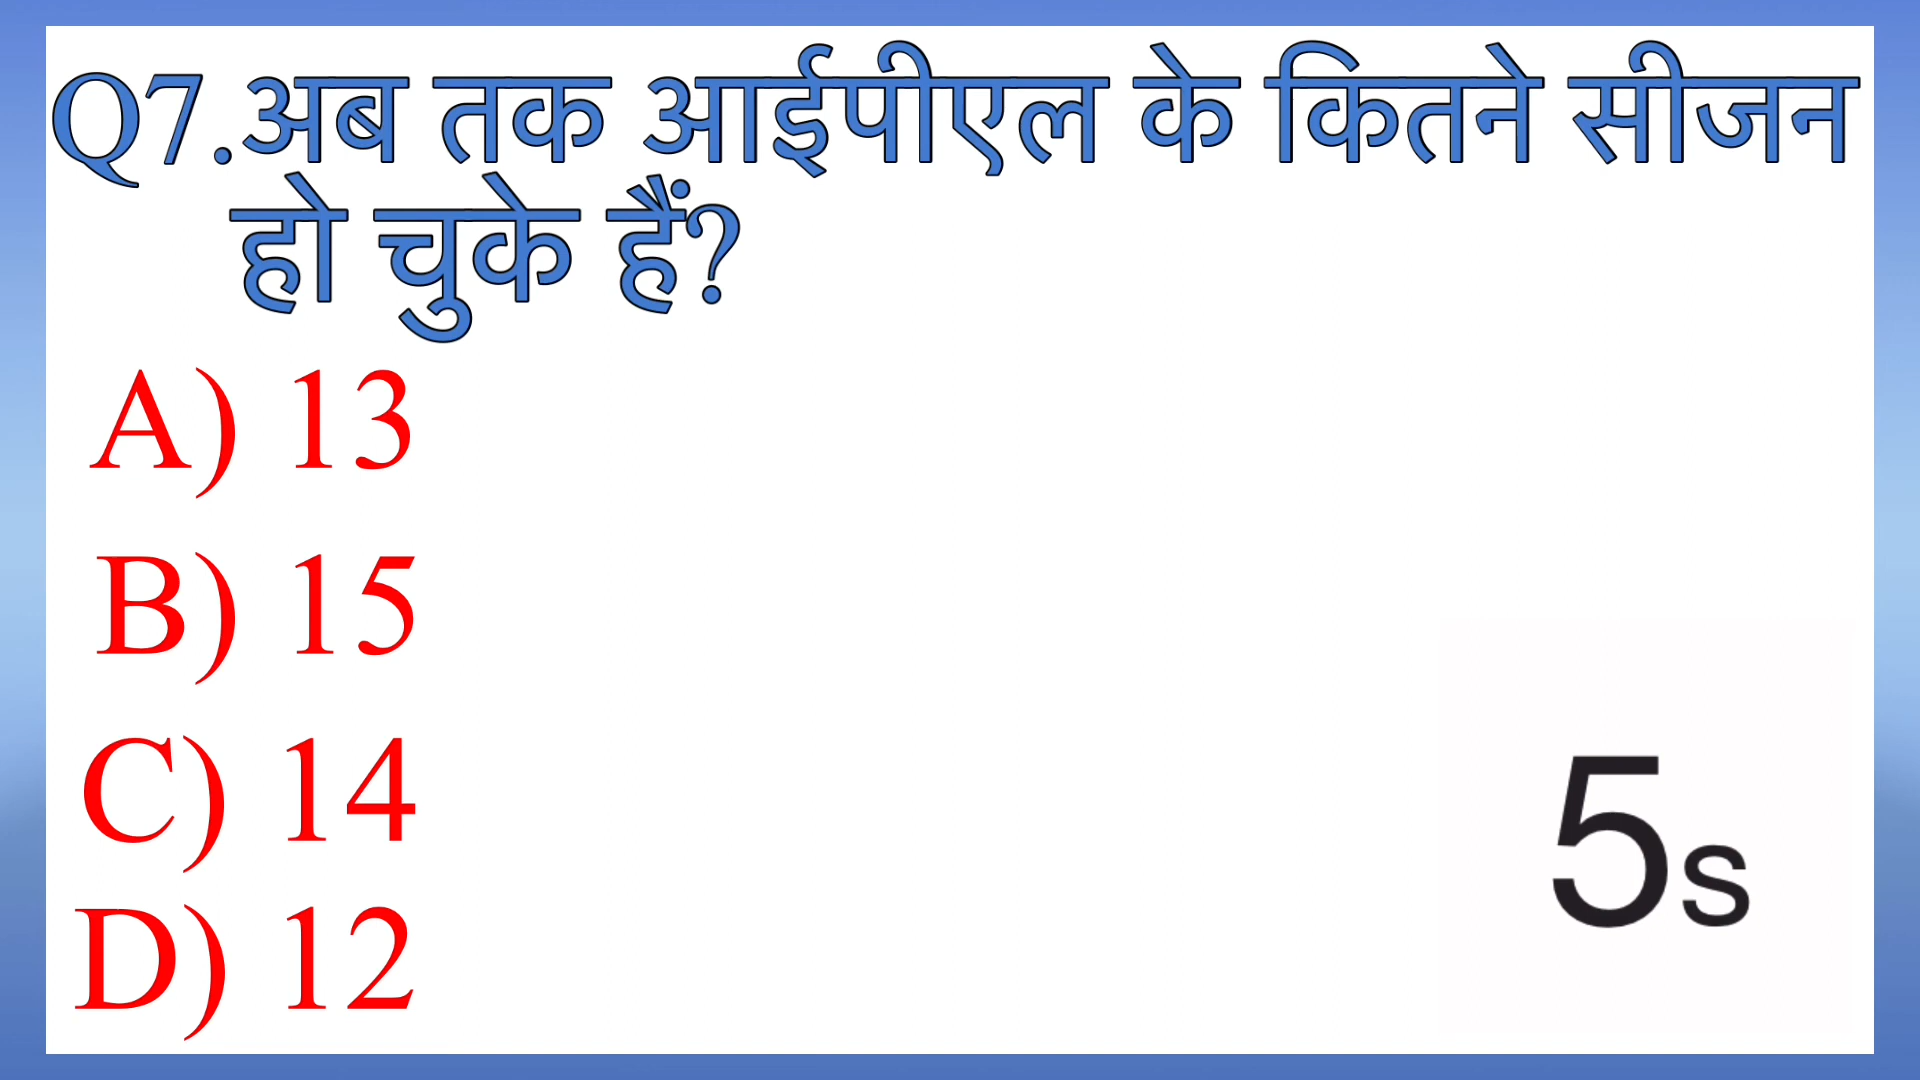 Q7.अब तक आईपीएल के कितने सीजन
हो चुके हैं?
A) 13
B) 15
C) 14
D) 12
5s